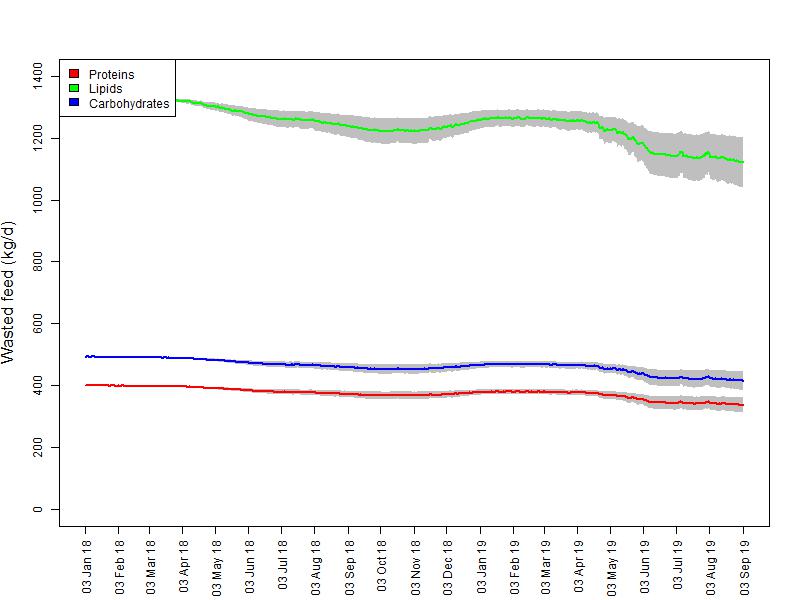 Proteins
Lipids
Carbohydrates
Wasted feed (kg/d)
1400
1200
1000
800
600
400
200
0
03 Jan 18
03 Feb 18
03 Mar 18
03 Apr 18
03 May 18
03 Jun 18
03 Jul 18
03 Aug 18
03 Sep 18
03 Oct 18
03 Nov 18
03 Dec 18
03 Jan 19
03 Feb 19
03 Mar 19
03 Apr 19
03 May 19
03 Jun 19
03 Jul 19
03 Aug 19
03 Sep 19